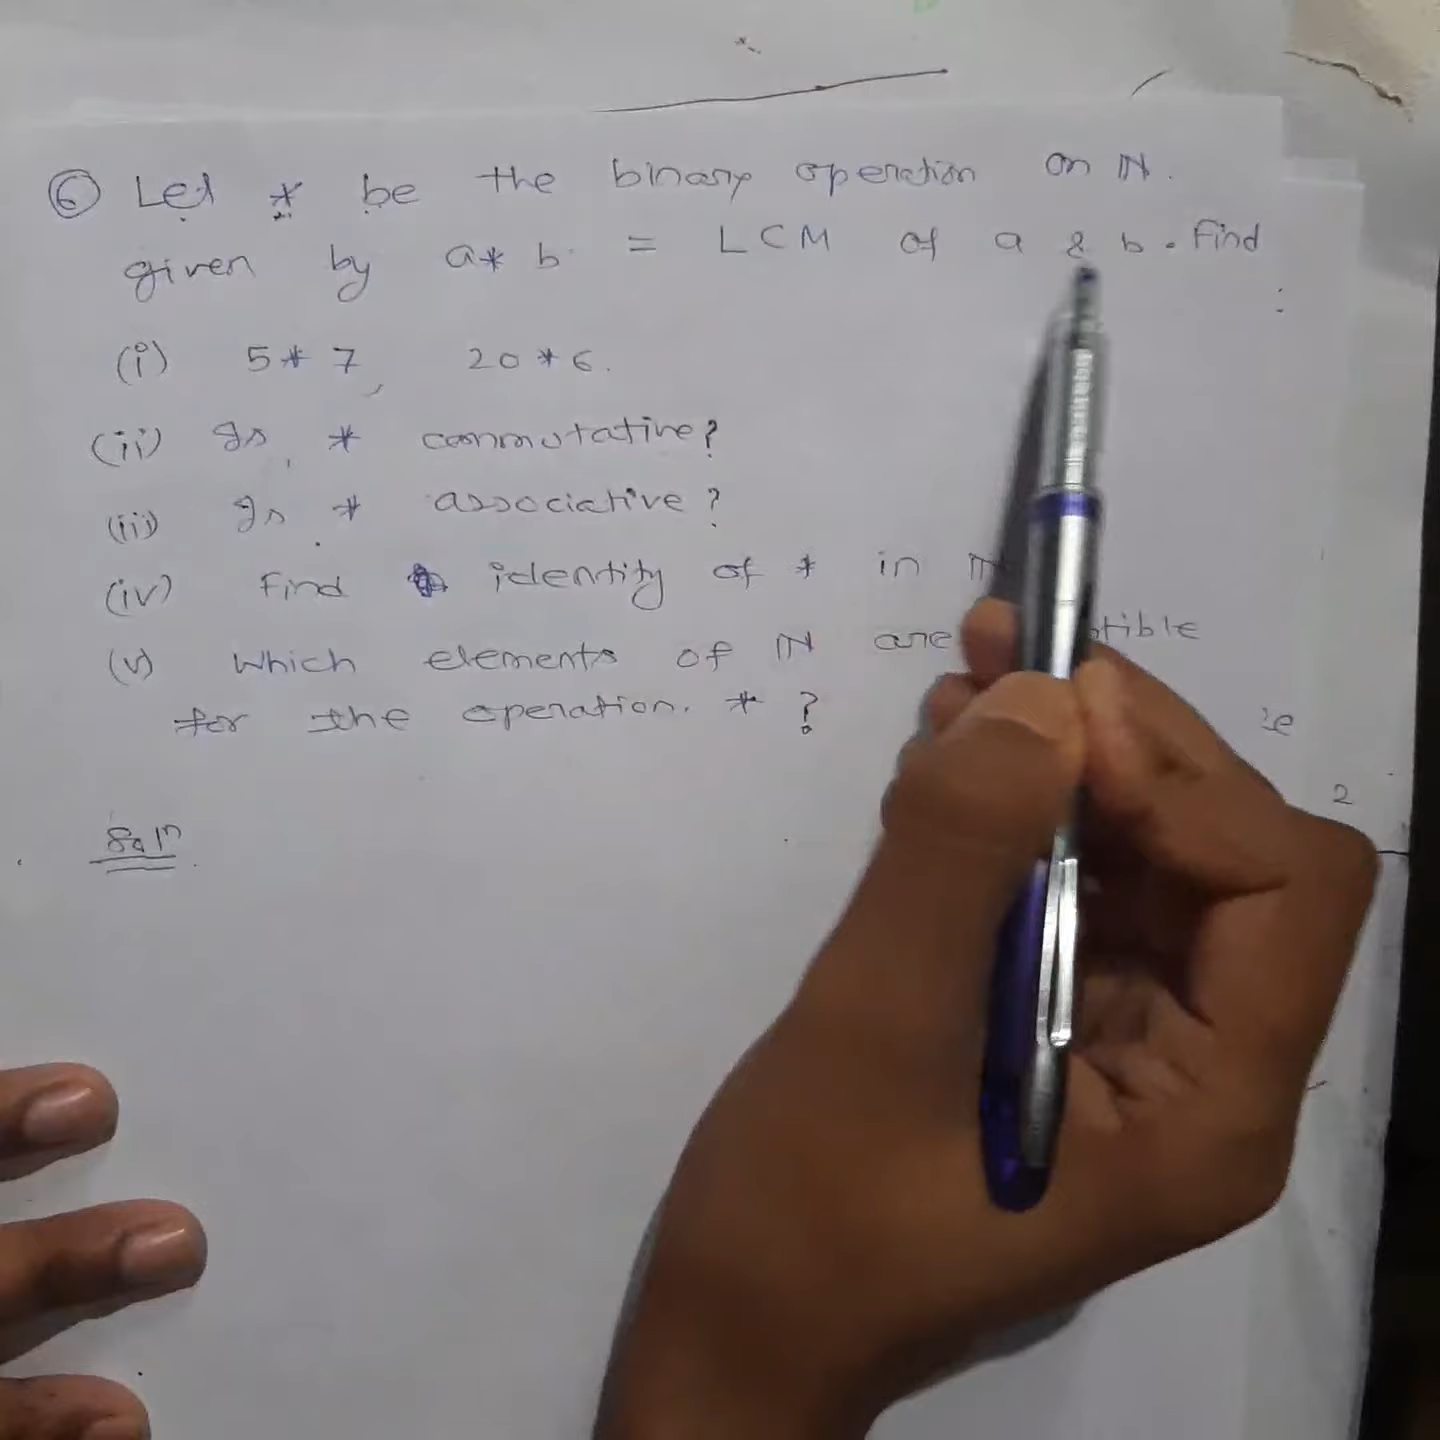 ⑥ Let * be the binary operation on ℕ.
given by a * b = LCM of a & b. Find
(i) 5 * 7, 20 * 6.
(ii) Is * commutative?
(iii) Is * associative?
(iv) Find identity of * in
(v) Which elements of ℕ are
for the operation. * ?
2
Soln